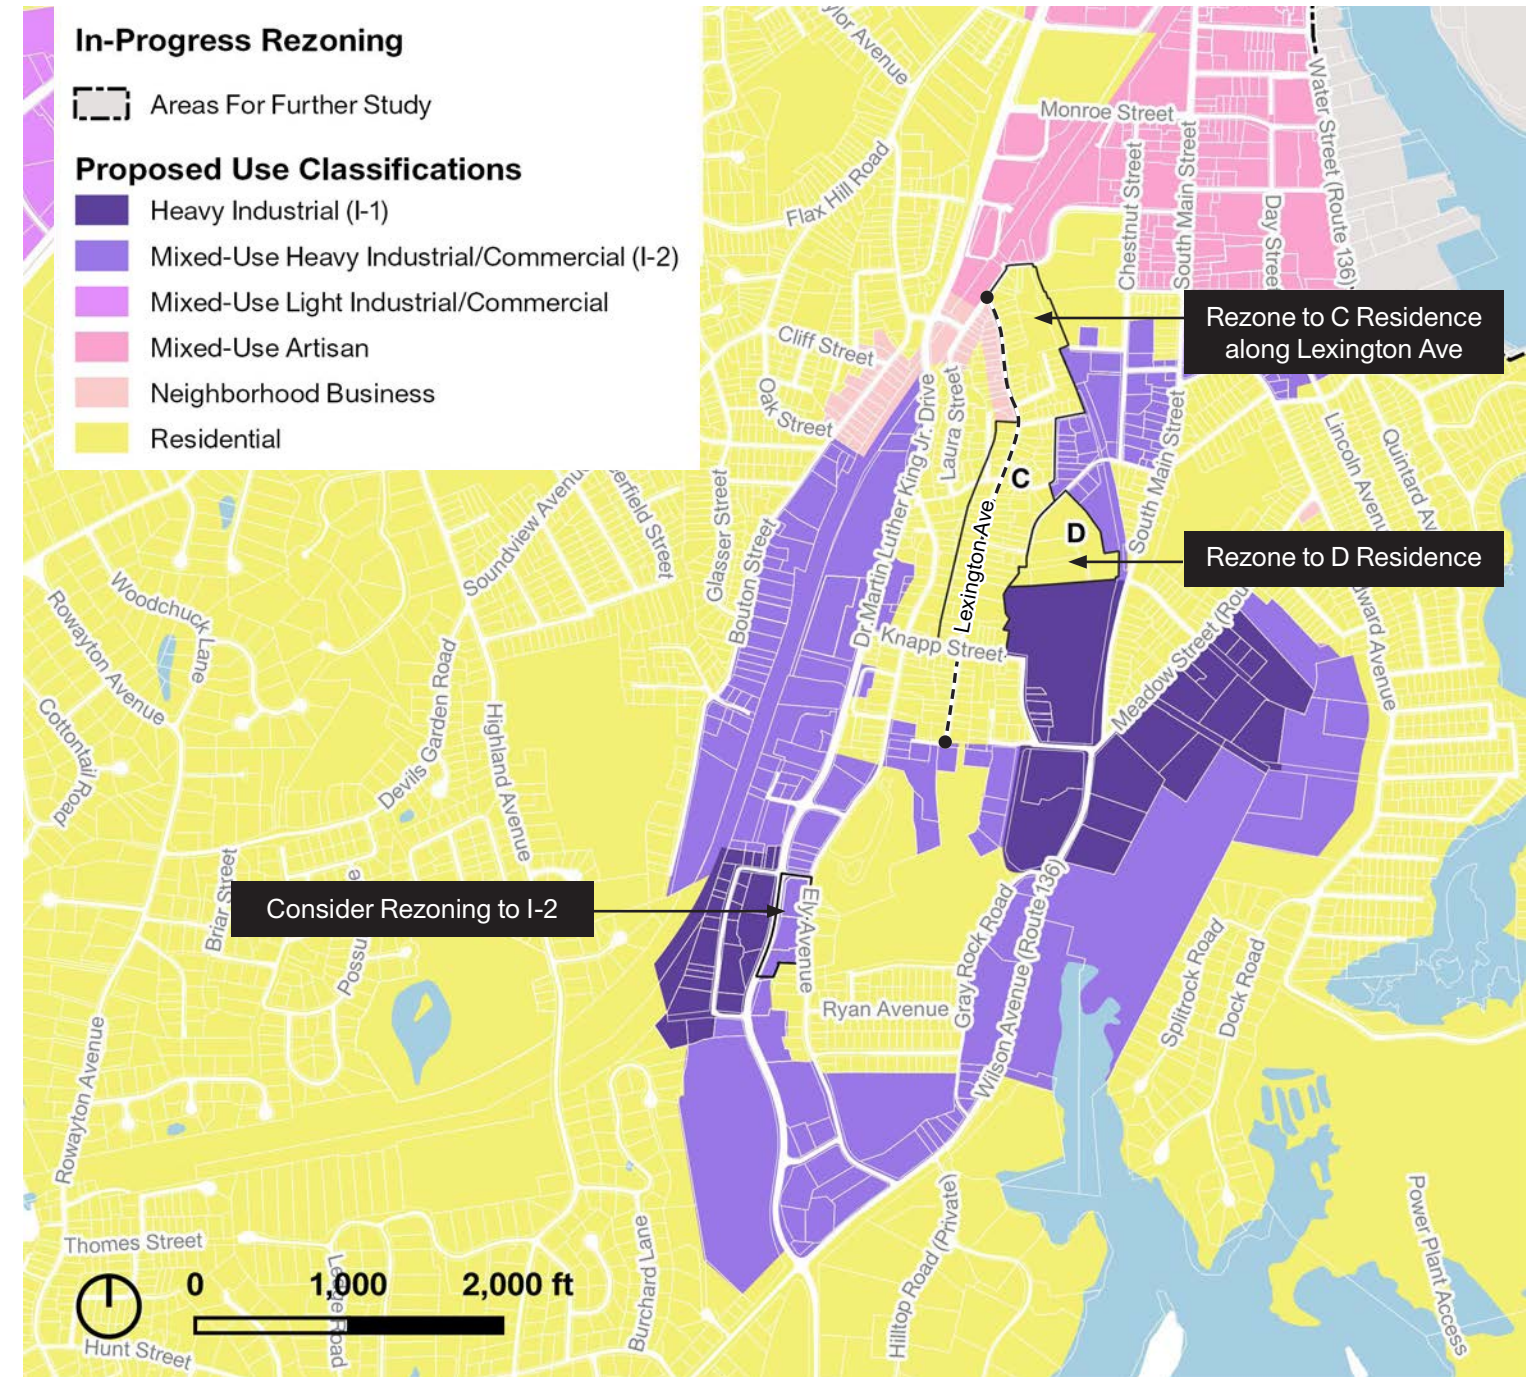 In-Progress Rezoning
Areas For Further Study
Proposed Use Classifications
Heavy Industrial (I-1)
Mixed-Use Heavy Industrial/Commercial (I-2)
Mixed-Use Light Industrial/Commercial
Mixed-Use Artisan
Neighborhood Business
Residential
Monroe Street
Water Street (Route 136)
Flax Hill Road
Chestnut Street
South Main Street
Day Street
Rezone to C Residence
along Lexington Ave
Cliff Street
Oak Street
Laura Street
Dr. Martin Luther King Jr. Drive
South Main Street
C
D
Lexington Ave
Rezone to D Residence
Lincoln Avenu
Quintard Av
Soundview Avenu
erfield Street
Glasser Street
Bouton Street
Knapp Street
Meadow Street (Rou
ward Avenue
Woodchuck Lane
Rowayton Avenue
Cottontail Road
Devils Garden Road
Highland Avenue
Briar Street
Possu
e
Consider Rezoning to I-2
Ely Avenue
Ryan Avenue
Gray Rock Road
Wilson Avenue (Route 136)
Splitrock Road
Dock Road
Rowayton Avenue
Thomes Street
Burchard Lane
Hilltop Road (Private)
Power Plant Access
0 1,000 2,000 ft
Hunt Street